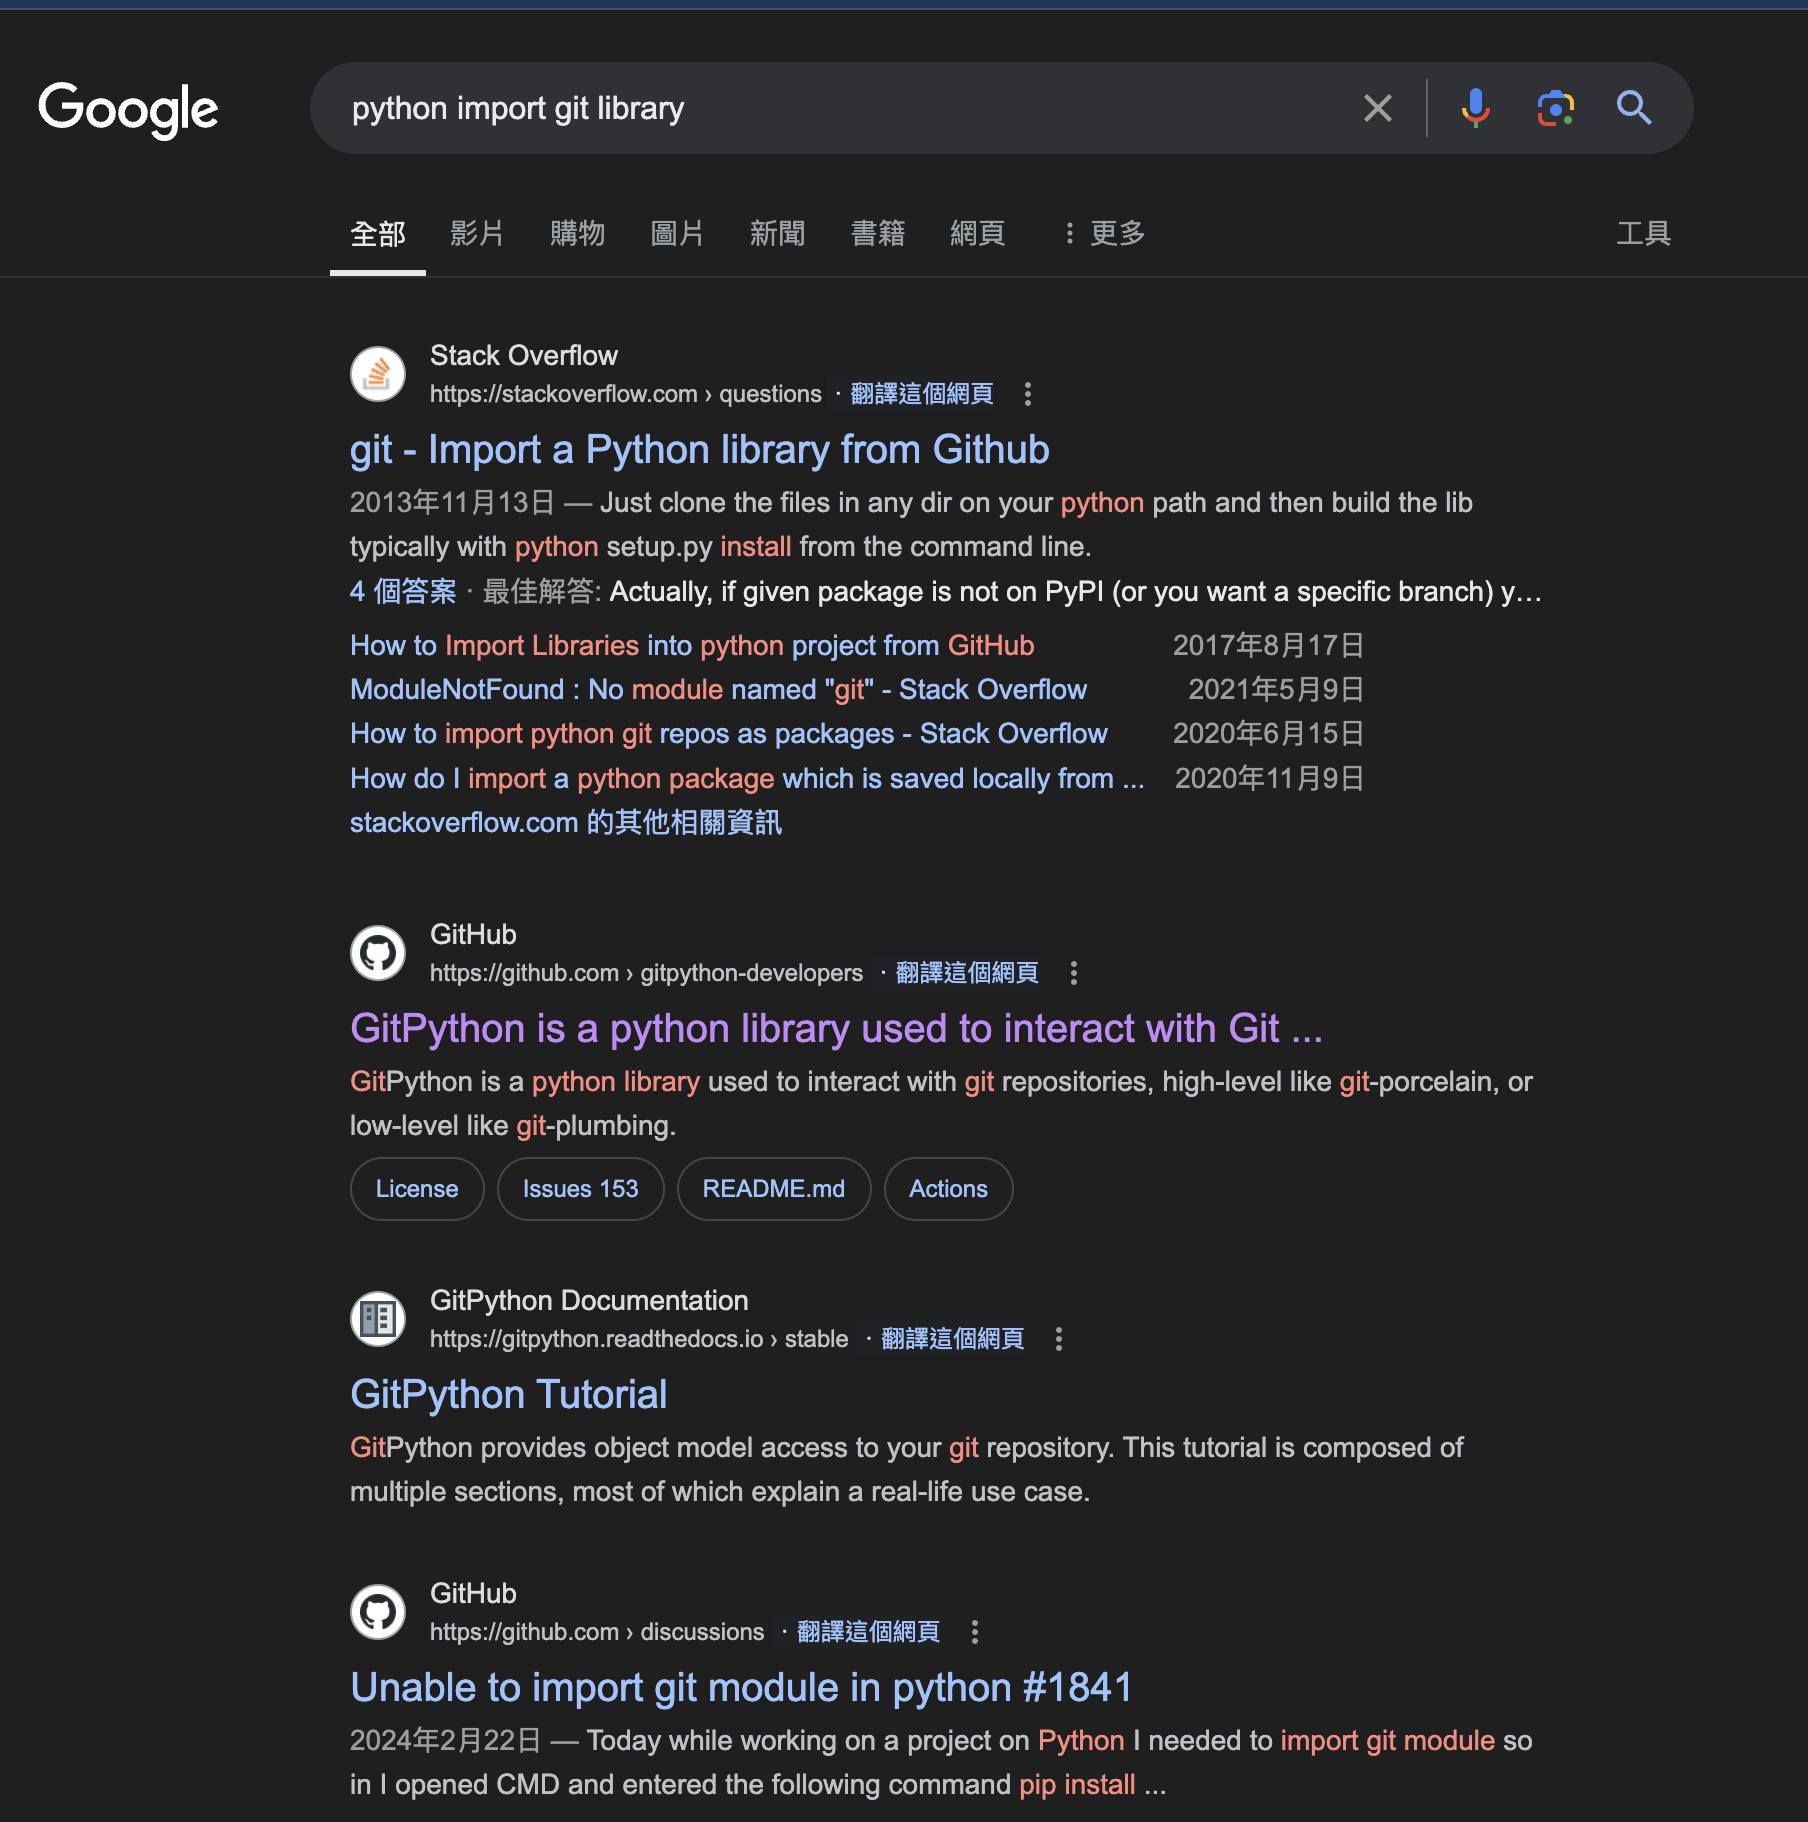 Google
python import git library
全部 影片 購物 圖片 新聞 書籍 網頁 更多 工具
Stack Overflow
https://stackoverflow.com › questions · 翻譯這個網頁
git - Import a Python library from Github
2013年11月13日 — Just clone the files in any dir on your python path and then build the lib
typically with python setup.py install from the command line.
4 個答案 · 最佳解答: Actually, if given package is not on PyPI (or you want a specific branch) y...
How to Import Libraries into python project from GitHub 2017年8月17日
ModuleNotFound : No module named "git" - Stack Overflow 2021年5月9日
How to import python git repos as packages - Stack Overflow 2020年6月15日
How do I import a python package which is saved locally from ... 2020年11月9日
stackoverflow.com 的其他相關資訊
GitHub
https://github.com › gitpython-developers · 翻譯這個網頁
GitPython is a python library used to interact with Git ...
GitPython is a python library used to interact with git repositories, high-level like git-porcelain, or
low-level like git-plumbing.
License Issues 153 README.md Actions
GitPython Documentation
https://gitpython.readthedocs.io › stable · 翻譯這個網頁
GitPython Tutorial
GitPython provides object model access to your git repository. This tutorial is composed of
multiple sections, most of which explain a real-life use case.
GitHub
https://github.com › discussions · 翻譯這個網頁
Unable to import git module in python #1841
2024年2月22日 — Today while working on a project on Python I needed to import git module so
in I opened CMD and entered the following command pip install ...